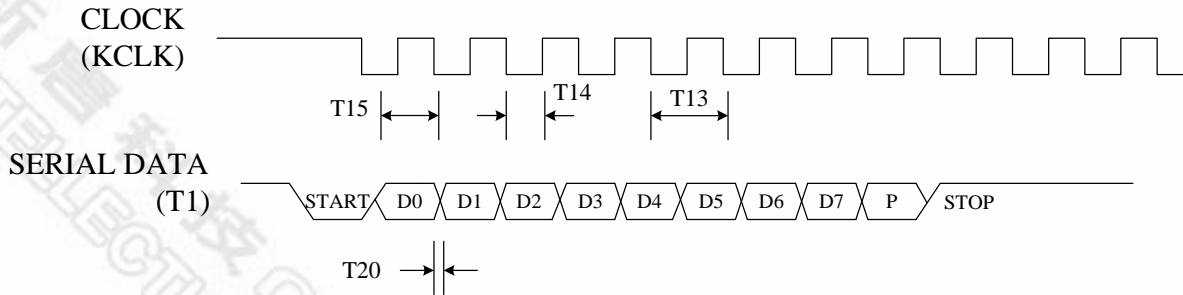 CLOCK
(KCLK)
T15
T14
T13
SERIAL DATA
(T1)
START D0 D1 D2 D3 D4 D5 D6 D7 P STOP
T20